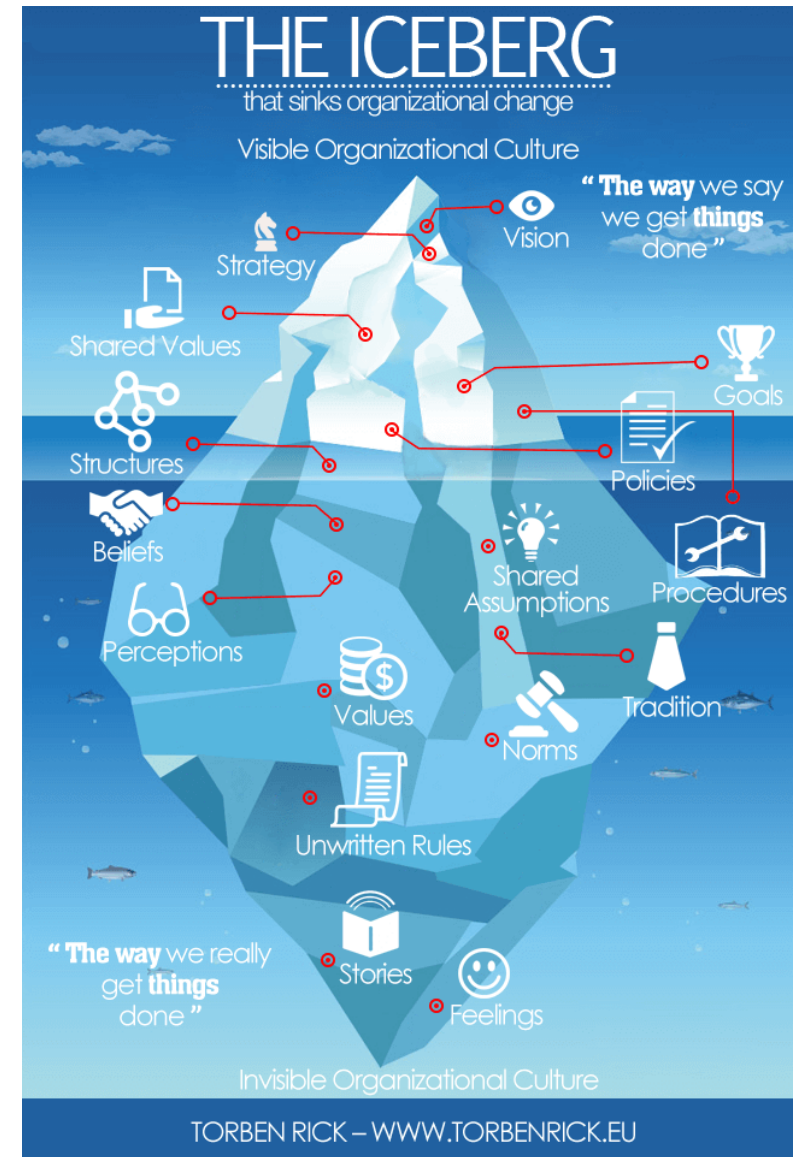 THE ICEBERG
that sinks organizational change
Visible Organizational Culture
“ The way we say
we get things
done ”
Vision
Strategy
Shared Values
Goals
Structures
Policies
Beliefs
Shared
Assumptions
Procedures
Perceptions
Tradition
Values
Norms
Unwritten Rules
“ The way we really
get things
done ”
Stories
Feelings
Invisible Organizational Culture
TORBEN RICK – WWW.TORBENRICK.EU